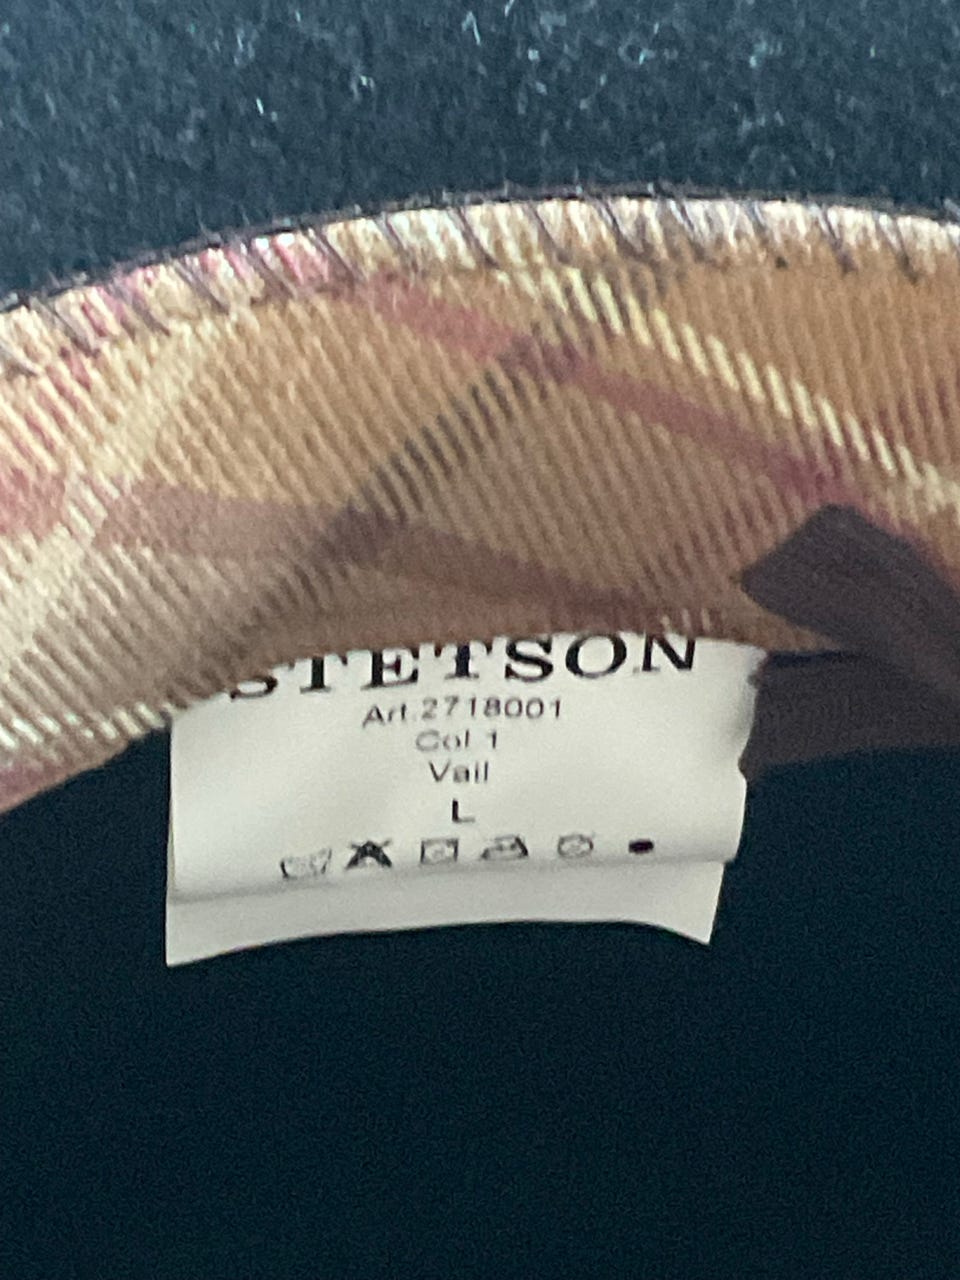 STETSON
Art.2718001
Col 1
Vail
L